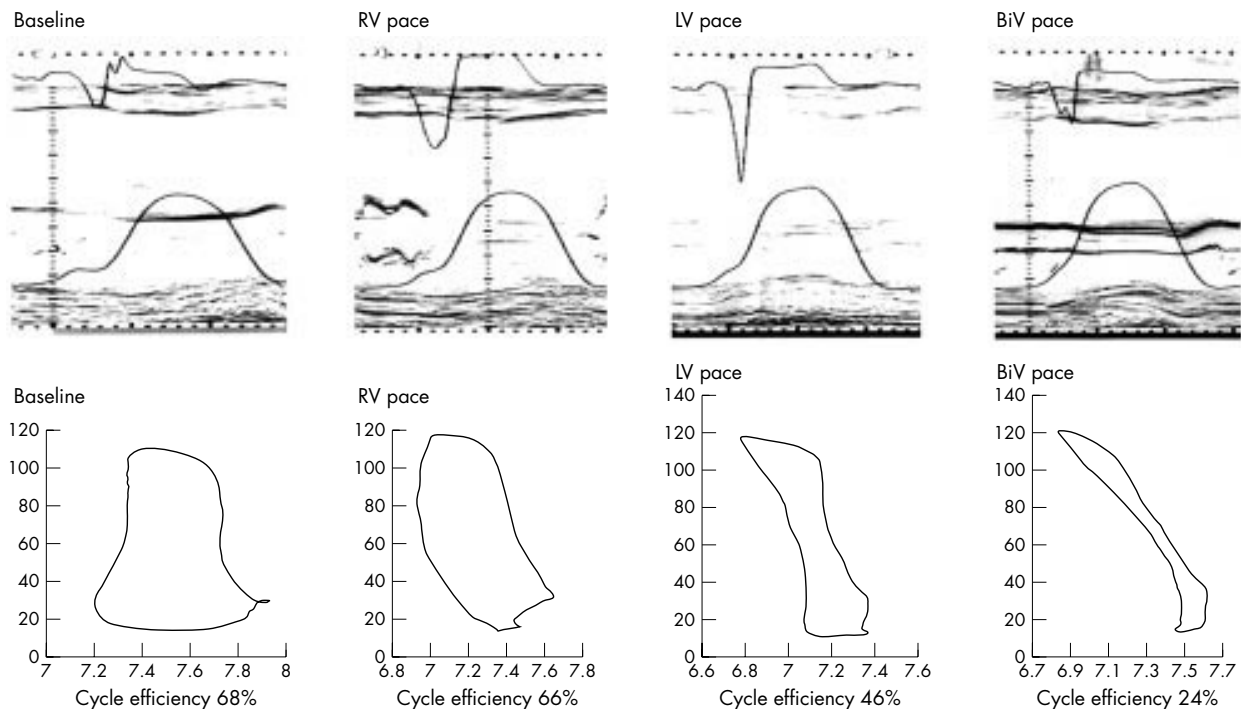 Baseline
RV pace
LV pace
BiV pace
Baseline
120
100
80
60
40
20
0
7 7.2 7.4 7.6 7.8 8
Cycle efficiency 68%
RV pace
120
100
80
60
40
20
0
6.8 7 7.2 7.4 7.6 7.8
Cycle efficiency 66%
LV pace
140
120
100
80
60
40
20
0
6.6 6.8 7 7.2 7.4 7.6
Cycle efficiency 46%
BiV pace
140
120
100
80
60
40
20
0
6.7 6.9 7.1 7.3 7.5 7.7
Cycle efficiency 24%